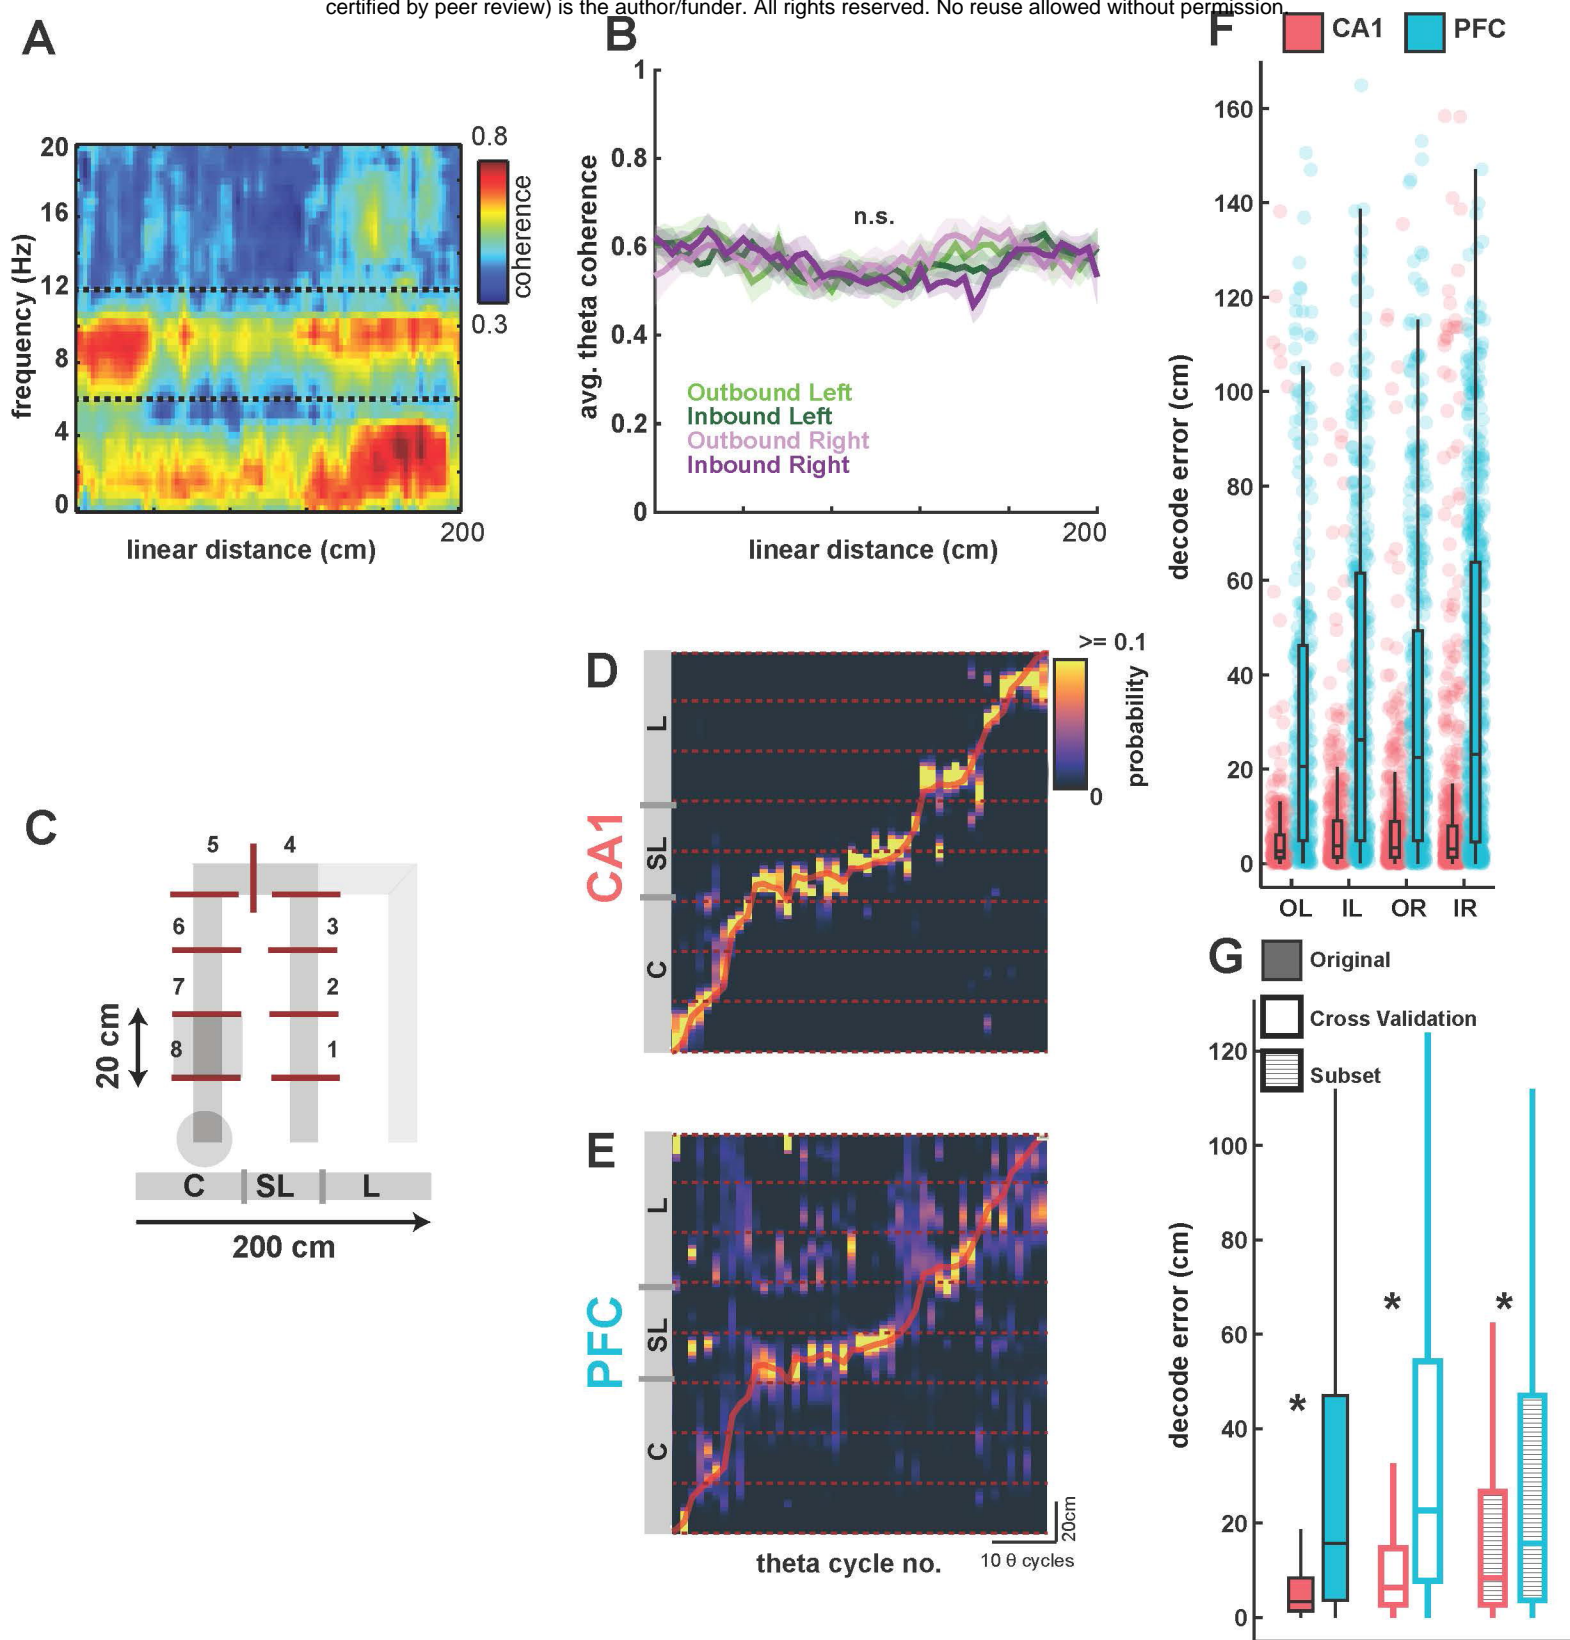 certified by peer review) is the author/funder. All rights reserved. No reuse allowed without permission.
A
20
16
12
8
4
0
frequency (Hz)
200
linear distance (cm)
0.8
0.3
coherence
B
1
0.8
0.6
0.4
0.2
0
avg. theta coherence
n.s.
Outbound Left
Inbound Left
Outbound Right
Inbound Right
200
linear distance (cm)
C
5 4
6 3
7 2
8 1
20 cm
C SL L
200 cm
D
CA1
L
SL
C
>= 0.1
0
probability
E
PFC
L
SL
C
theta cycle no.
10 θ cycles
20cm
F
CA1 PFC
160
140
120
100
80
60
40
20
0
decode error (cm)
OL IL OR IR
G
Original
Cross Validation
Subset
120
100
80
60
40
20
0
decode error (cm)
* * *